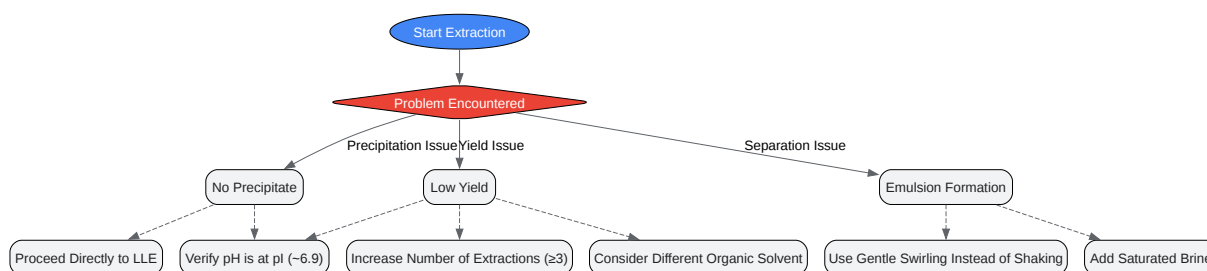 Start Extraction
Problem Encountered
Precipitation Issue
Yield Issue
Separation Issue
No Precipitate
Low Yield
Emulsion Formation
Proceed Directly to LLE
Verify pH is at pI (~6.9)
Increase Number of Extractions (≥3)
Consider Different Organic Solvent
Use Gentle Swirling Instead of Shaking
Add Saturated Brine